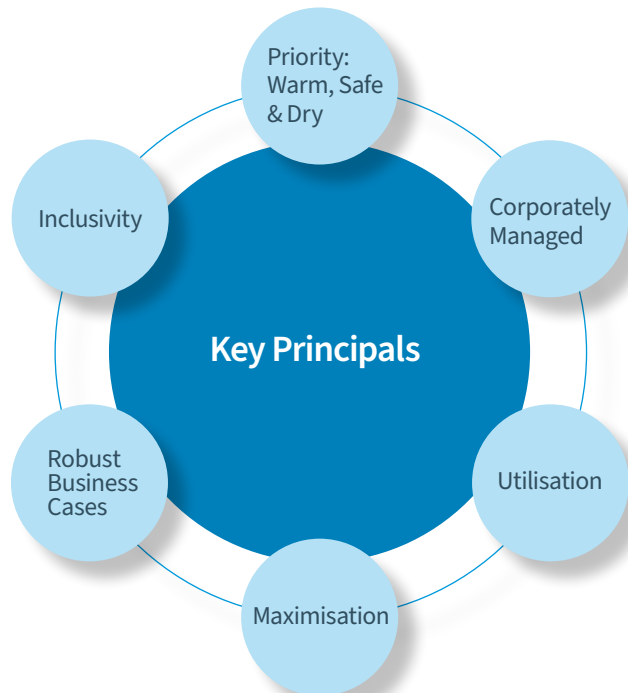 Priority:
Warm, Safe
& Dry
Inclusivity
Corporately
Managed
Key Principals
Robust
Business
Cases
Utilisation
Maximisation